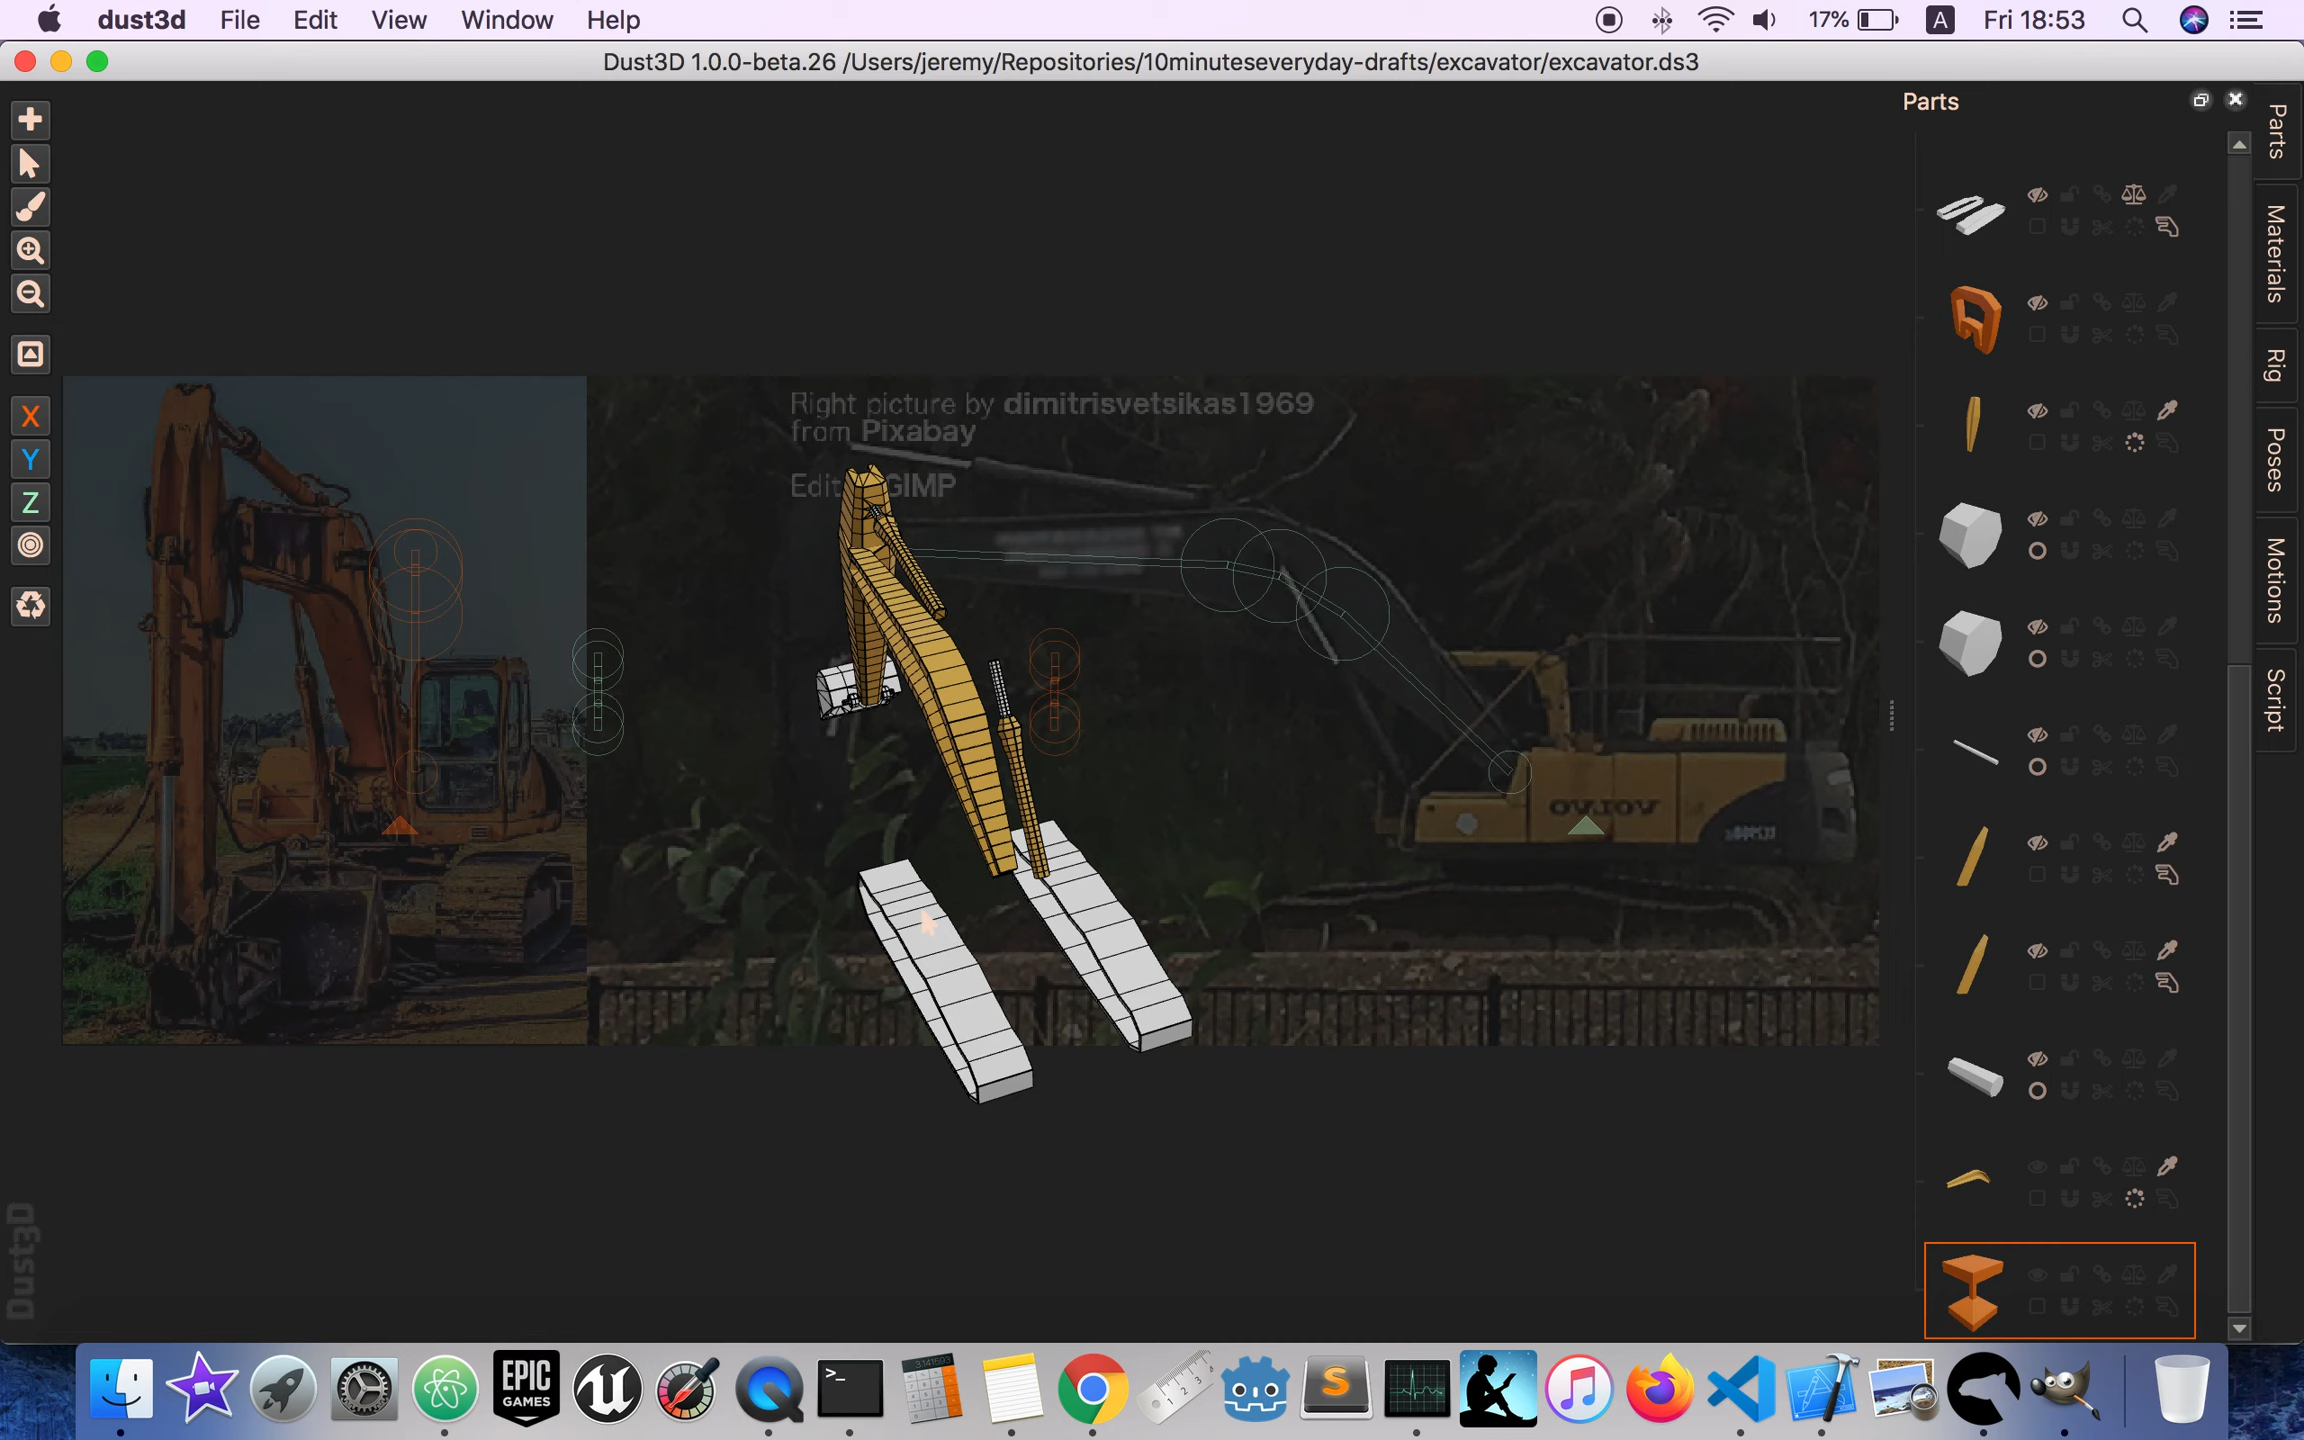 dust3d File Edit View Window Help 17% A Fri 18:53
Dust3D 1.0.0-beta.26 /Users/jeremy/Repositories/10minuteseveryday-drafts/excavator/excavator.ds3
Parts
Parts
Materials
Rig
Poses
Motions
Script
X
Y
Z
Right picture by dimitrisvetsikas1969
from Pixabay
GIMP
Dust3D
EPIC
GAMES